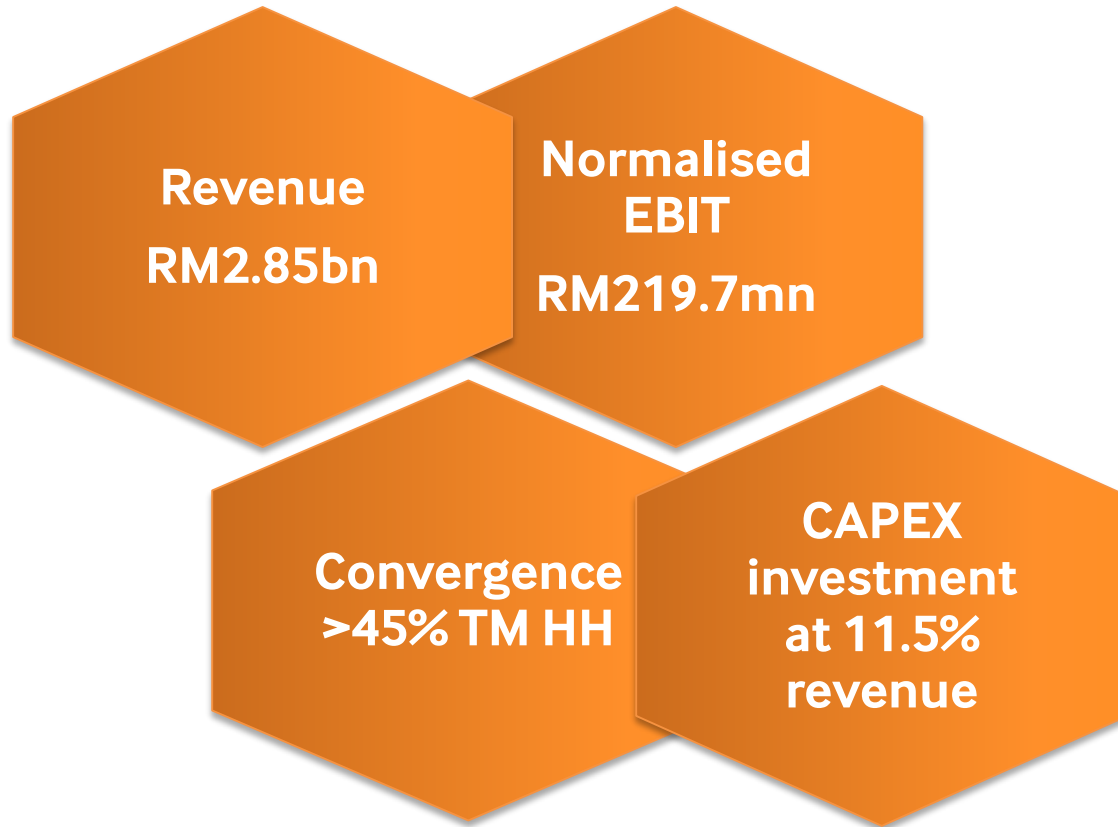 Revenue
RM2.85bn
Normalised
EBIT
RM219.7mn
Convergence
>45% TM HH
CAPEX
investment
at 11.5%
revenue